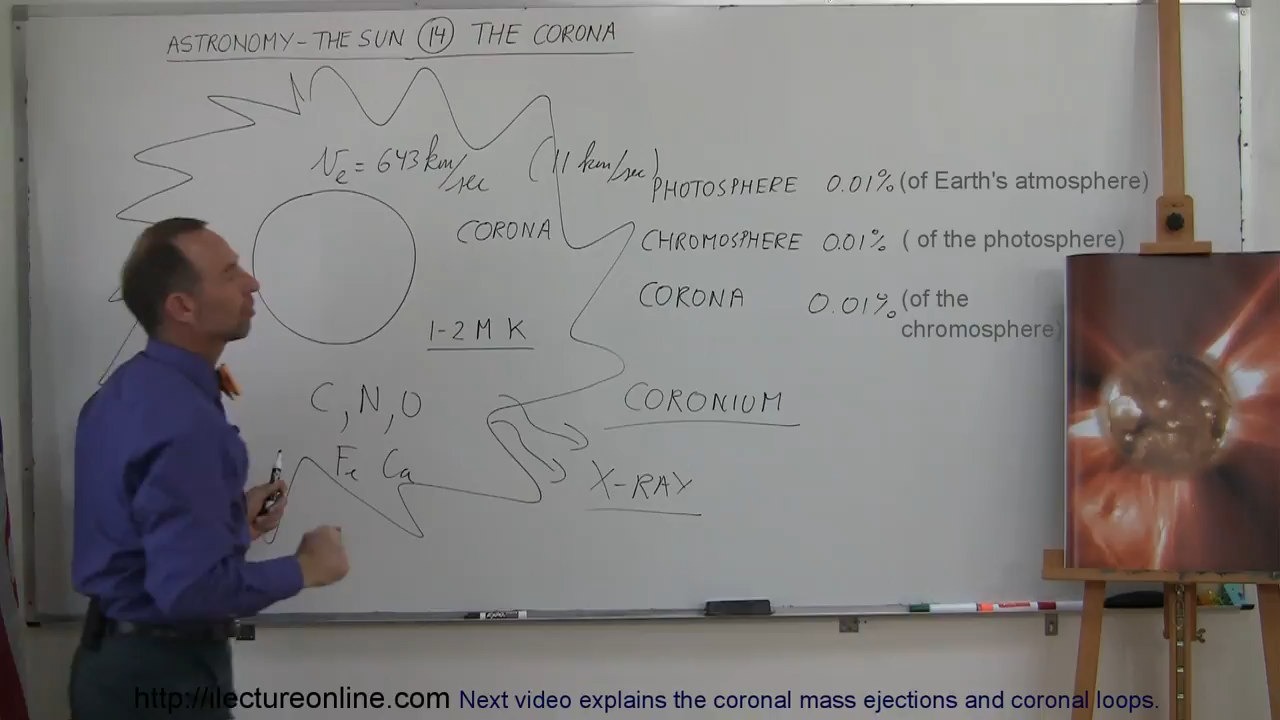 ASTRONOMY - THE SUN 14 THE CORONA
Ve = 643 km/sec (11 km/sec)
PHOTOSPHERE 0.01% (of Earth's atmosphere)
CORONA
CHROMOSPHERE 0.01% ( of the photosphere)
CORONA 0.01% (of the
chromosphere)
1-2 M K
C, N, O
CORONIUM
Fe Ca
X-RAY
http://ilectureonline.com Next video explains the coronal mass ejections and coronal loops.